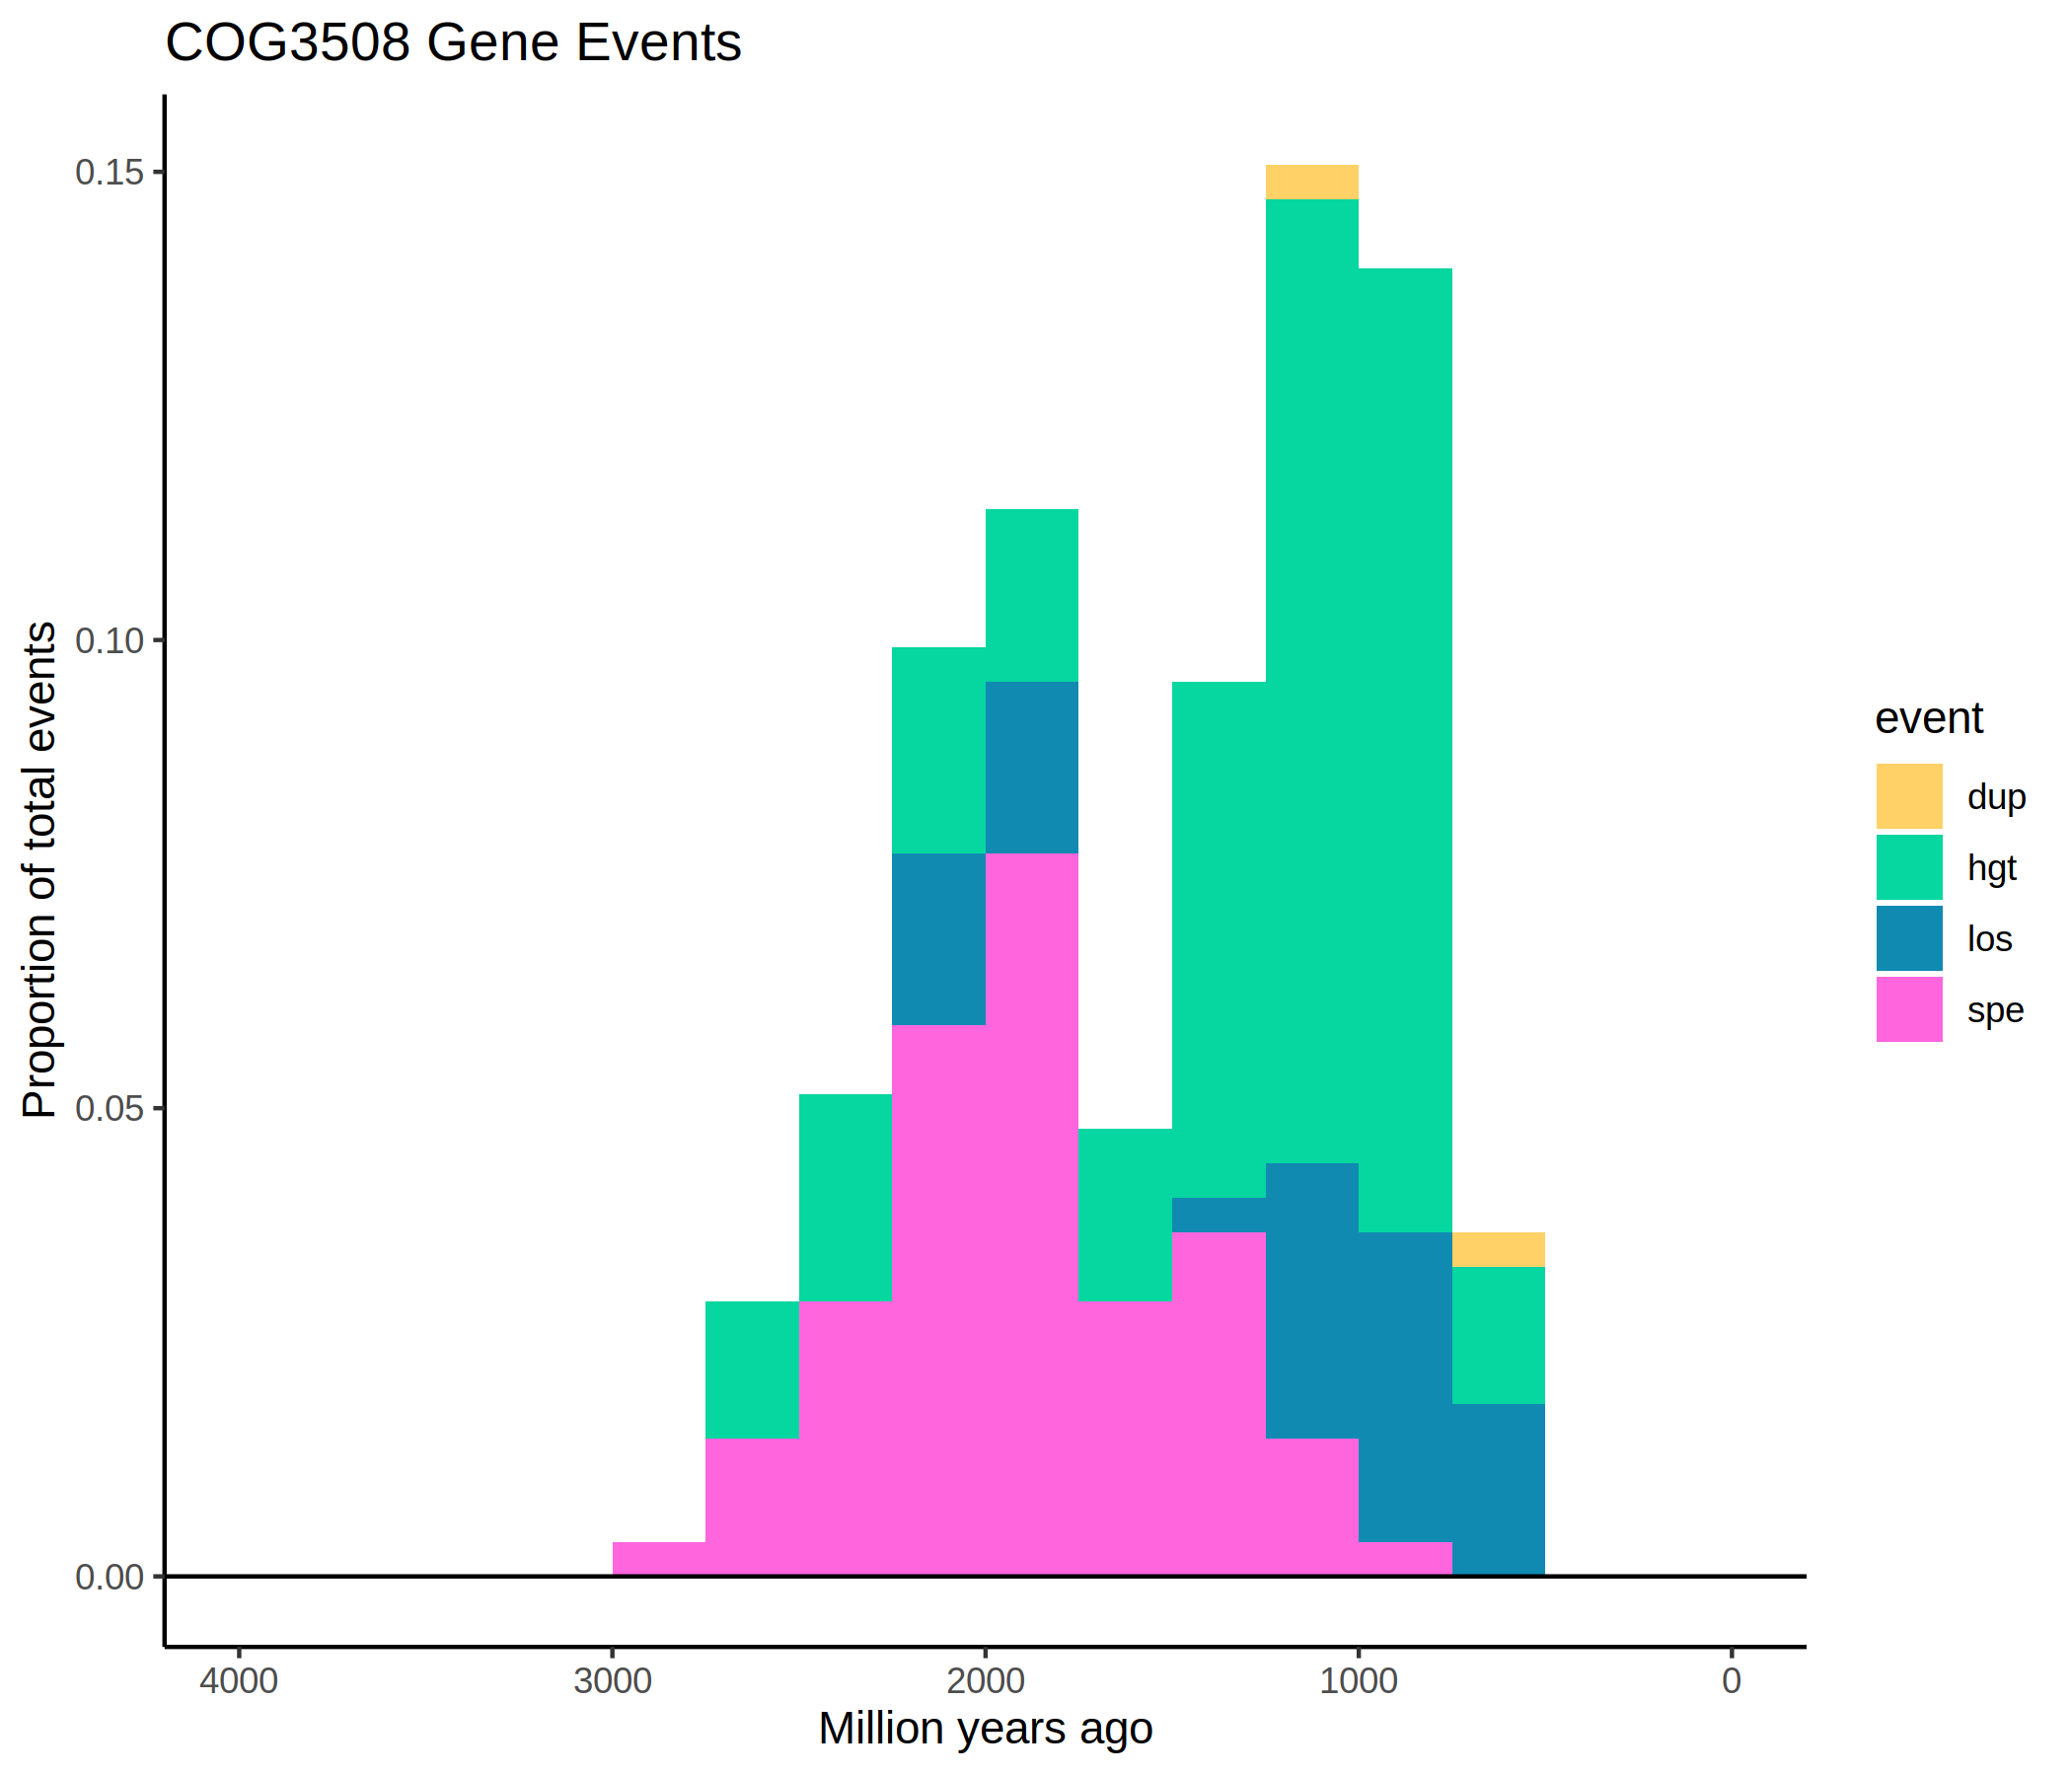 COG3508 Gene Events
Proportion of total events
0.15
0.10
0.05
0.00
4000
3000
2000
1000
0
Million years ago
event
dup
hgt
los
spe